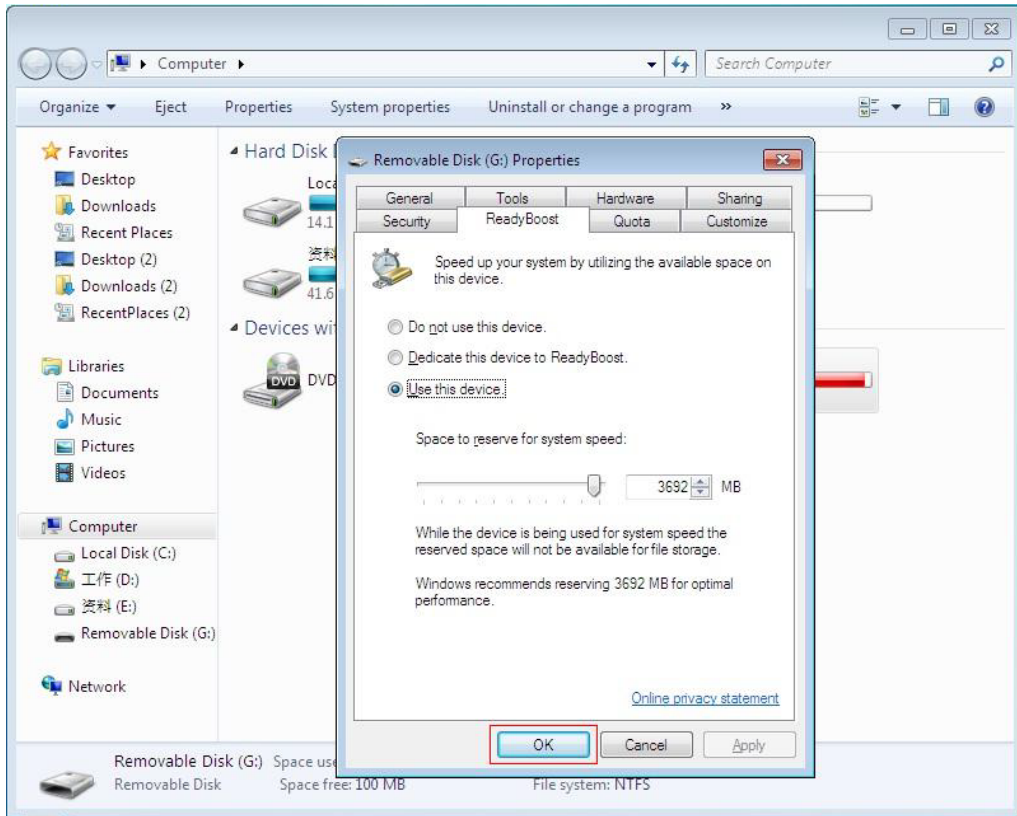 Computer
Search Computer
Organize
Eject
Properties
System properties
Uninstall or change a program
»
Favorites
Desktop
Downloads
Recent Places
Desktop (2)
Downloads (2)
RecentPlaces (2)
Libraries
Documents
Music
Pictures
Videos
Computer
Local Disk (C:)
工作 (D:)
资料 (E:)
Removable Disk (G:)
Network
Hard Disk
14.1
资料
41.6
DVD
DVD
Removable Disk (G:) Properties
General
Tools
Hardware
Sharing
Security
ReadyBoost
Quota
Customize
Speed up your system by utilizing the available space on
this device.
Do not use this device.
Dedicate this device to ReadyBoost.
Use this device.
Space to reserve for system speed:
3692
MB
While the device is being used for system speed the
reserved space will not be available for file storage.
Windows recommends reserving 3692 MB for optimal
performance.
Online privacy statement
OK
Cancel
Apply
Removable Disk (G:) Space use
Removable Disk
Space free: 100 MB
File system: NTFS